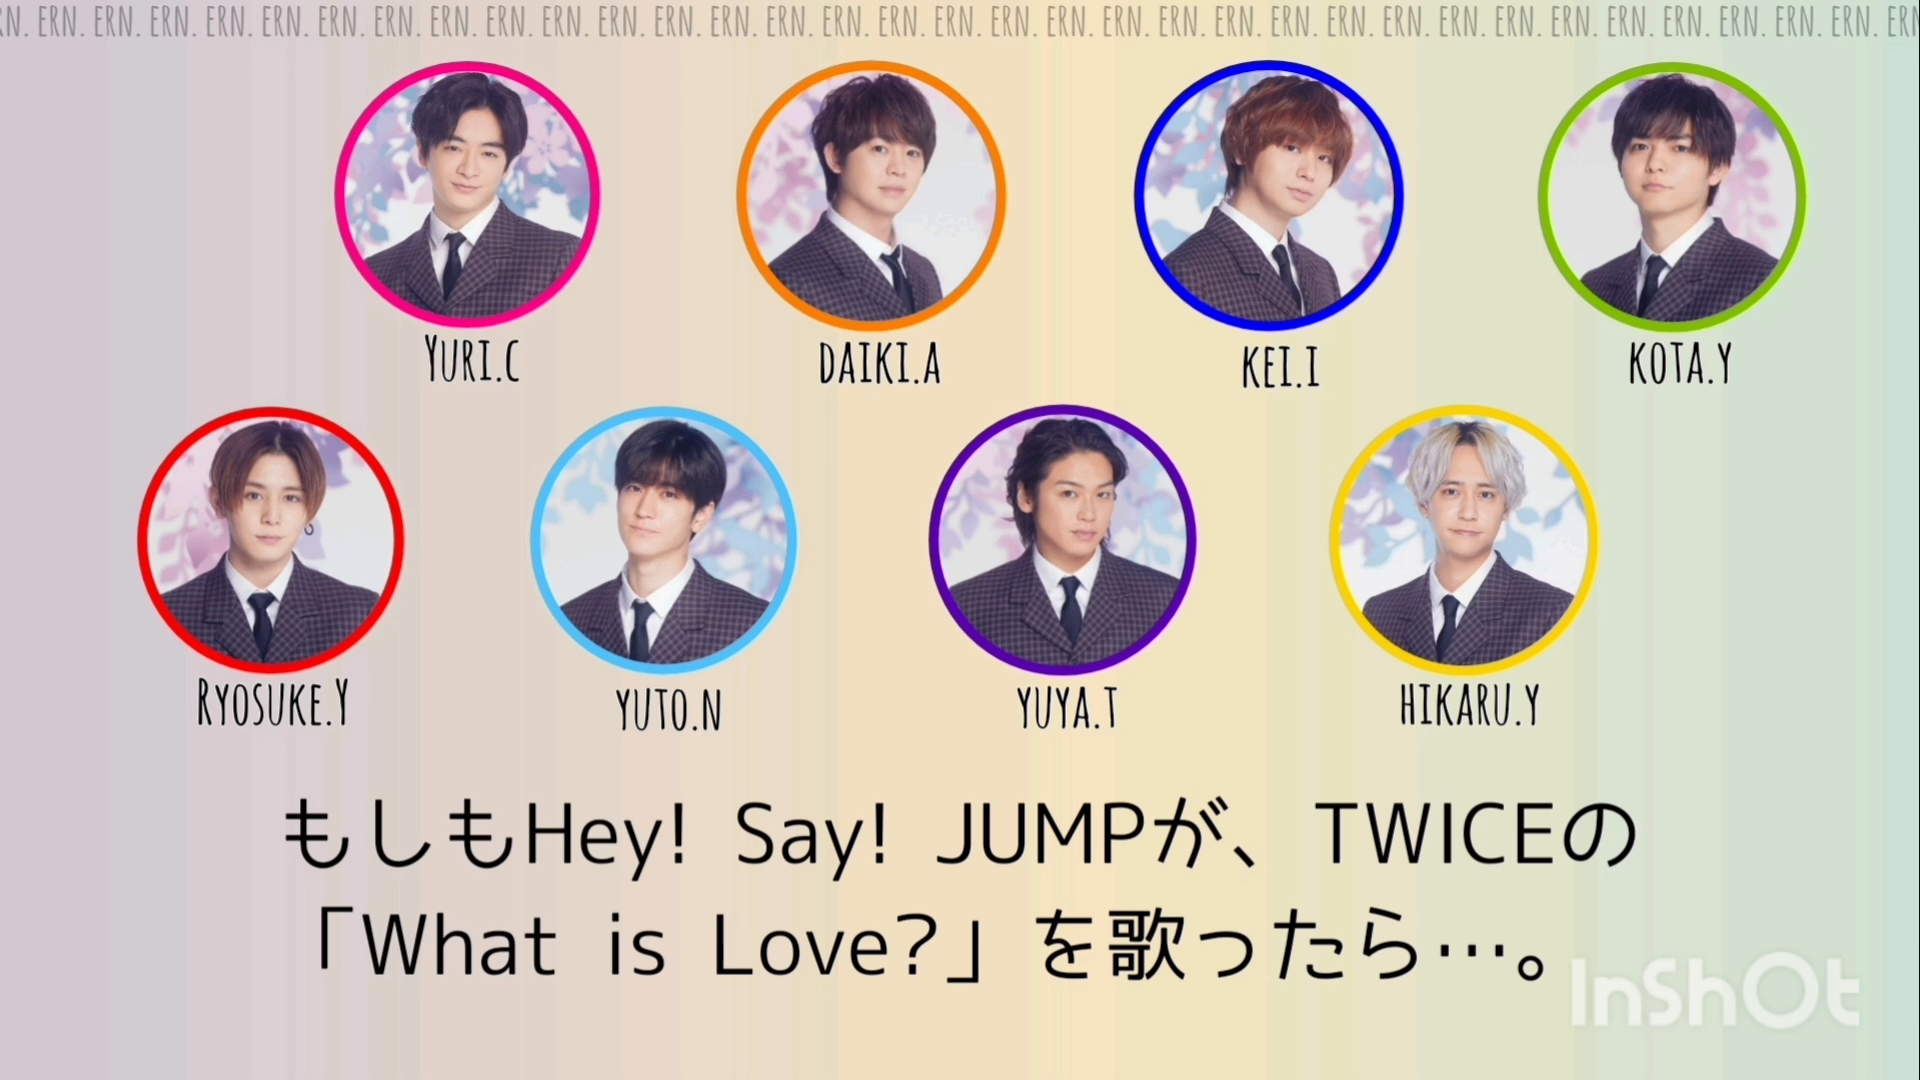 RN. ERN. ERN. ERN. ERN. ERN. ERN. ERN. ERN. ERN. ERN. ERN. ERN. ERN. ERN. ERN. ERN. ERN. ERN. ERN. ERN. ERN. ERN. ERN. ERN. ERN. ERN. ERN. ERN. ERN. ERN. ERN. ERN. ERN
YURI.C DAIKI.A KEI.I KOTA.Y
RYOSUKE.Y YUTO.N YUYA.T HIKARU.Y
もしもHey! Say! JUMPが、TWICEの
「What is Love?」を歌ったら…。
InShOt